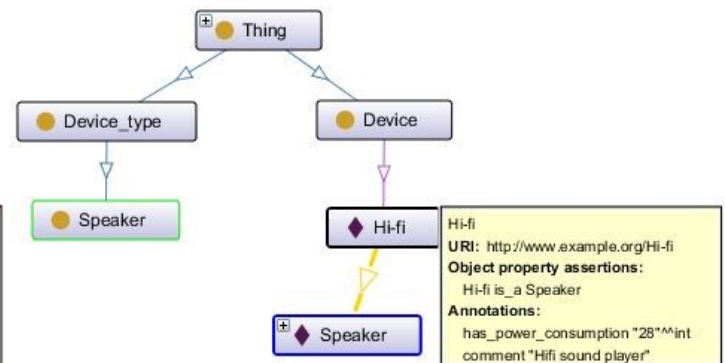 Thing
Device_type
Device
Speaker
Hi-fi
Speaker
Hi-fi
URI: http://www.example.org/Hi-fi
Object property assertions:
Hi-fi is_a Speaker
Annotations:
has_power_consumption "28"^^int
comment "Hifi sound player"